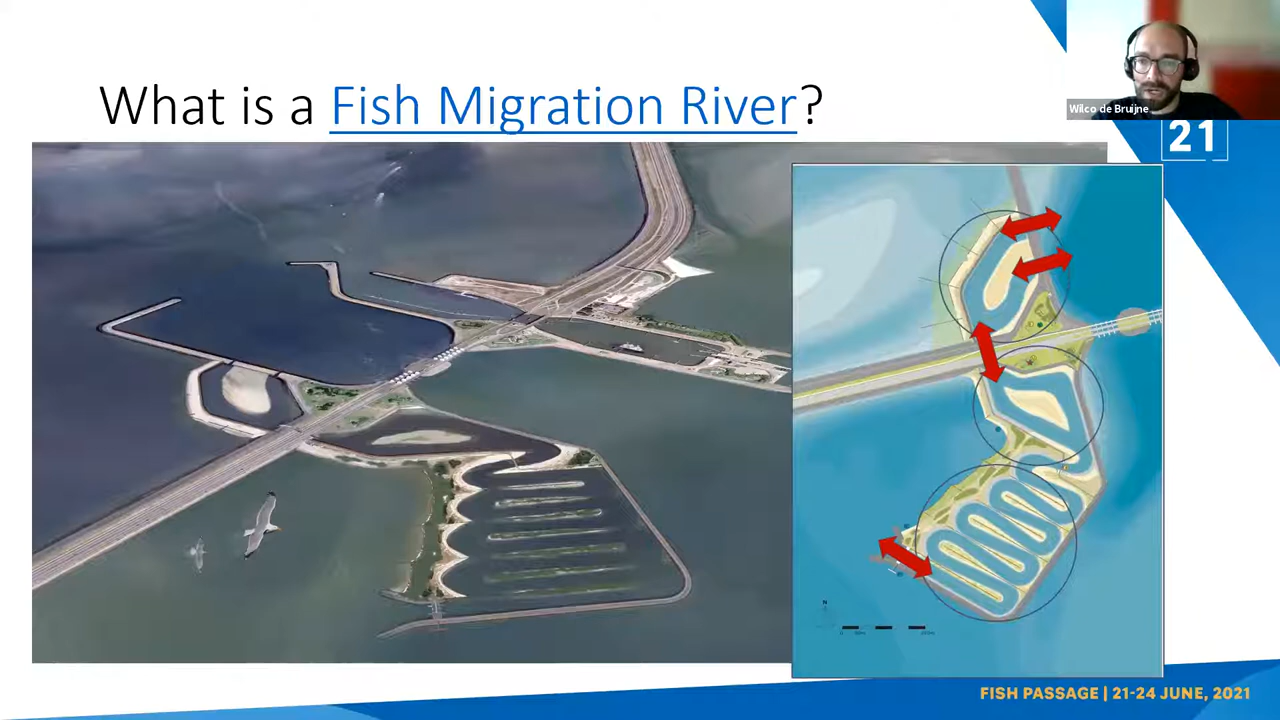 What is a Fish Migration River?
Wilco de Bruijne
21
N
FISH PASSAGE | 21-24 JUNE, 2021